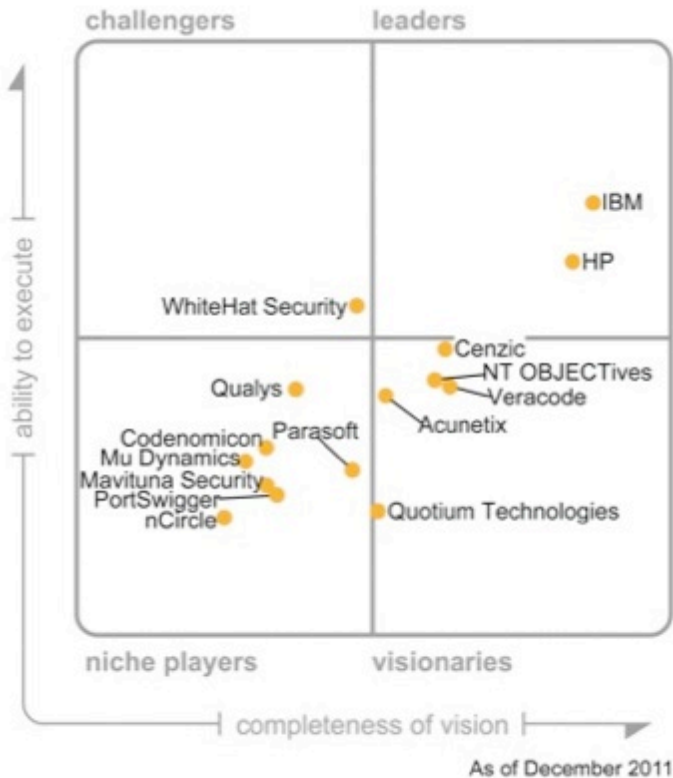 challengers leaders
ability to execute
IBM
HP
WhiteHat Security
Cenzic
NT OBJECTives
Qualys
Veracode
Acunetix
Parasoft
Codenomicon
Mu Dynamics
Mavituna Security
PortSwigger
nCircle
Quotium Technologies
niche players visionaries
completeness of vision
As of December 2011